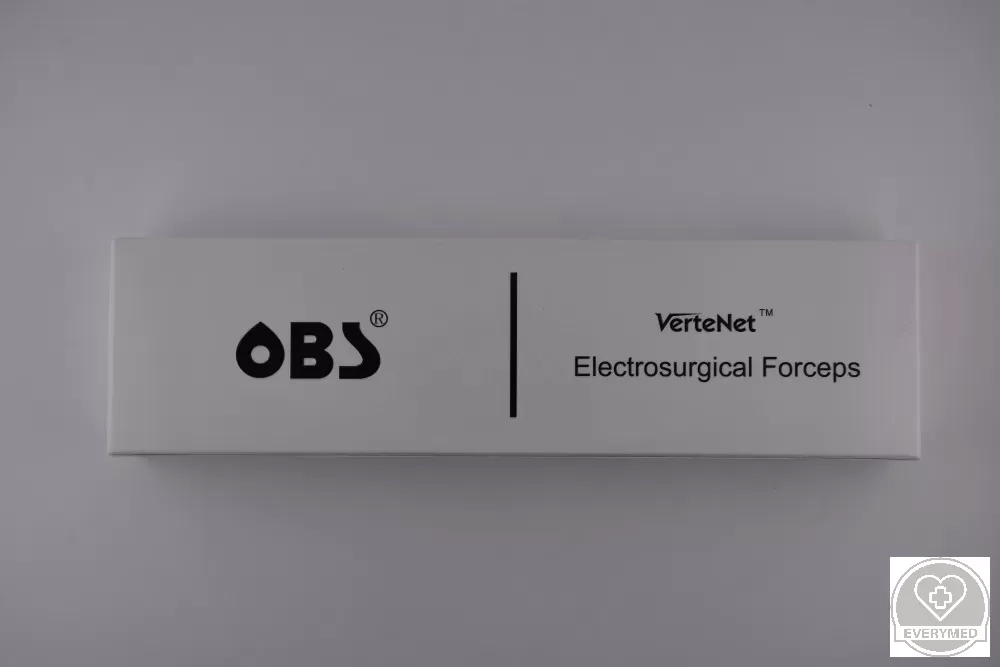 OBS®
VerteNet™
Electrosurgical Forceps
EVERYMED